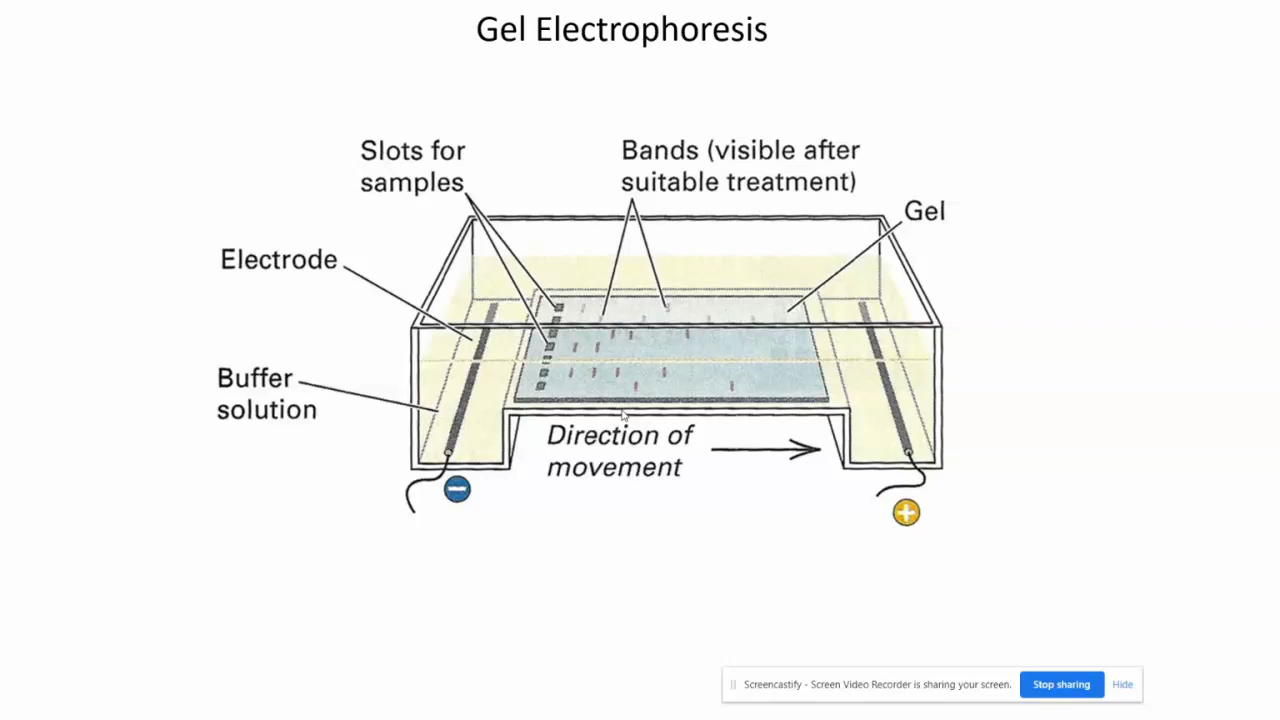 Gel Electrophoresis
Slots for
samples
Bands (visible after
suitable treatment)
Gel
Electrode
Buffer
solution
Direction of
movement
Screencastify - Screen Video Recorder is sharing your screen.
Stop sharing
Hide